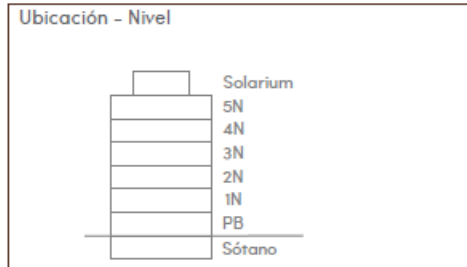 Ubicación - Nivel
Solarium
5N
4N
3N
2N
1N
PB
Sótano